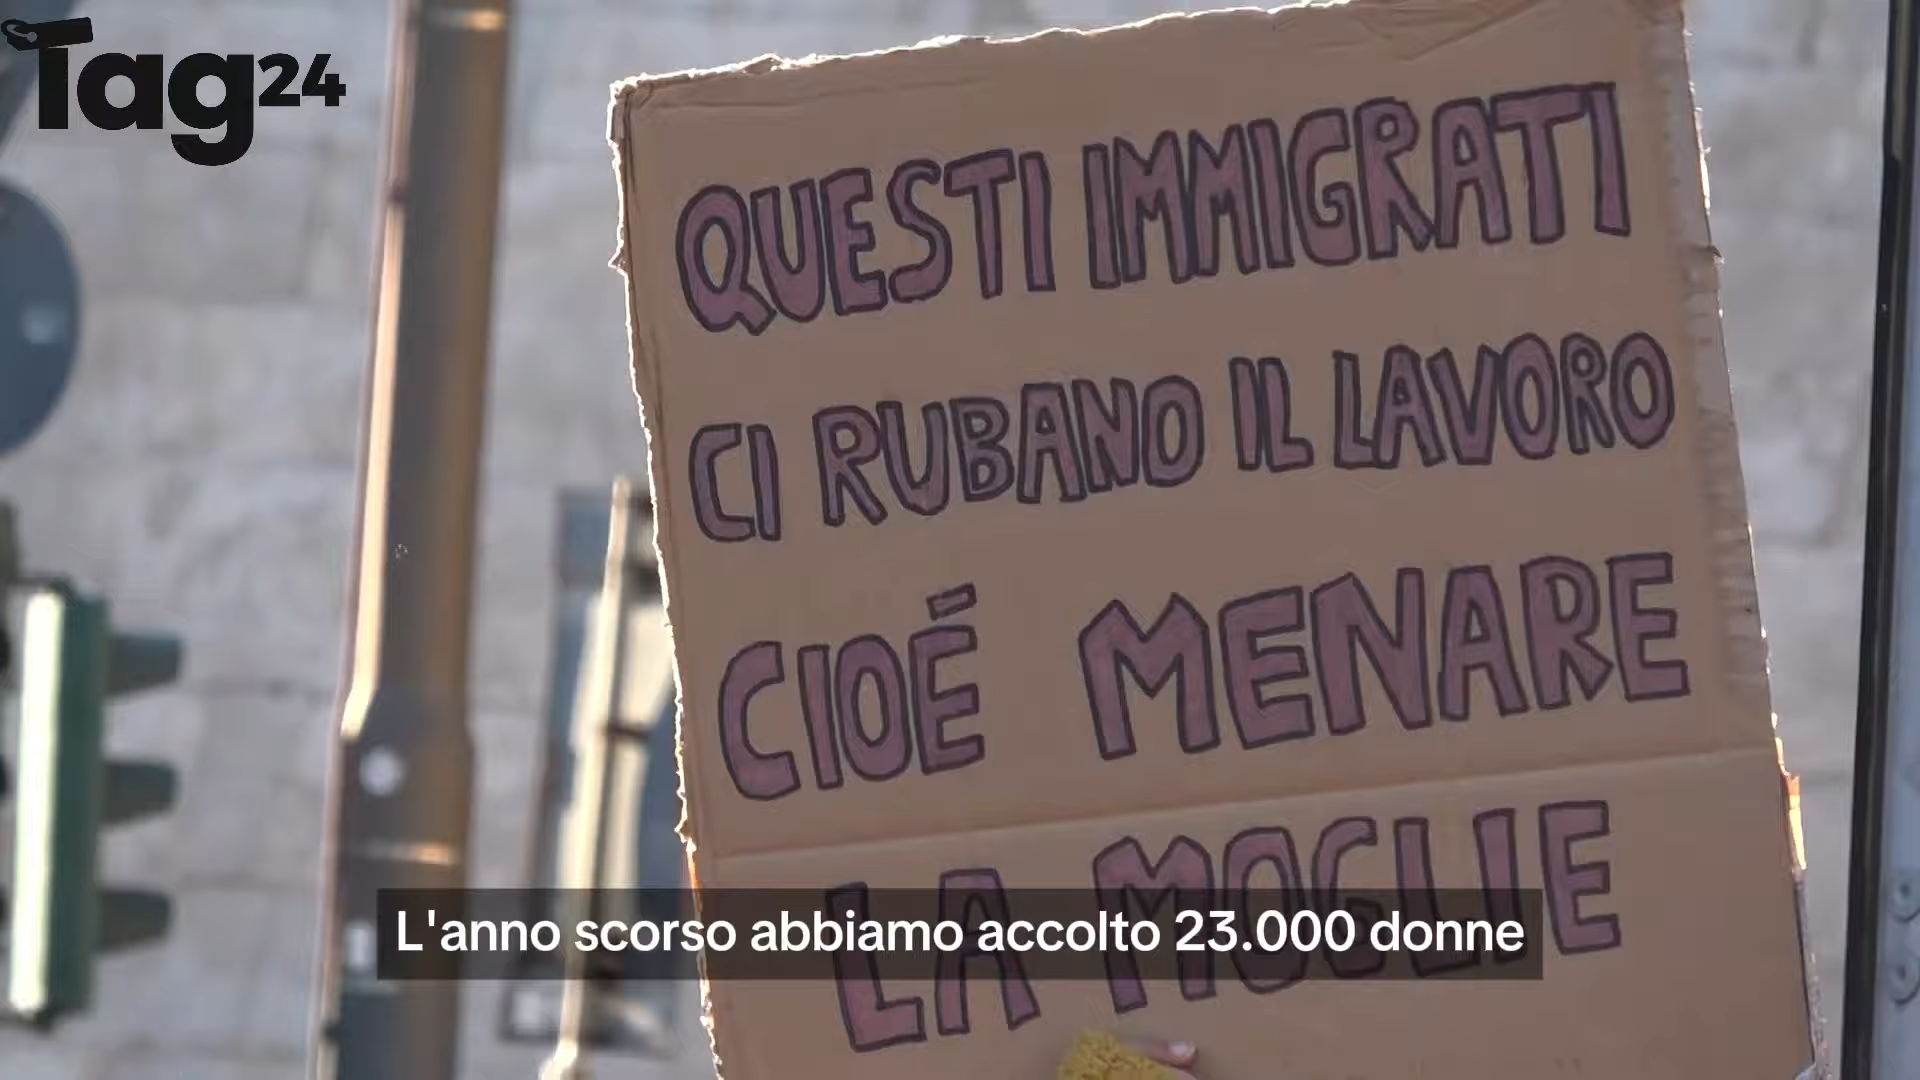 Tag24
QUESTI IMMIGRATI
CI RUBANO IL LAVORO
CIOÉ MENARE
LA MOGLIE
L'anno scorso abbiamo accolto 23.000 donne